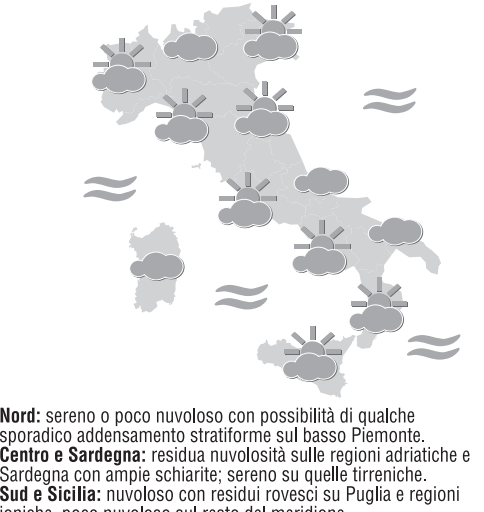 Nord: sereno o poco nuvoloso con possibilità di qualche
sporadico addensamento stratiforme sul basso Piemonte.
Centro e Sardegna: residua nuvolosità sulle regioni adriatiche e
Sardegna con ampie schiarite; sereno su quelle tirreniche.
Sud e Sicilia: nuvoloso con residui rovesci su Puglia e regioni
ioniche, poco nuvoloso sul resto del meridione.